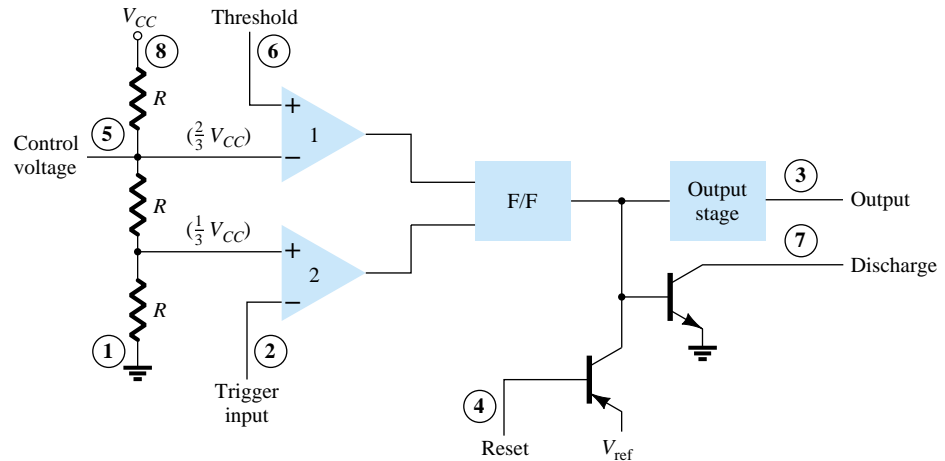 V_CC
8
Threshold
6
R
5
Control
voltage
(2/3 V_CC)
+
−
1
R
F/F
Output
stage
3
Output
(1/3 V_CC)
+
−
2
7
Discharge
R
1
2
Trigger
input
4
Reset
V_ref